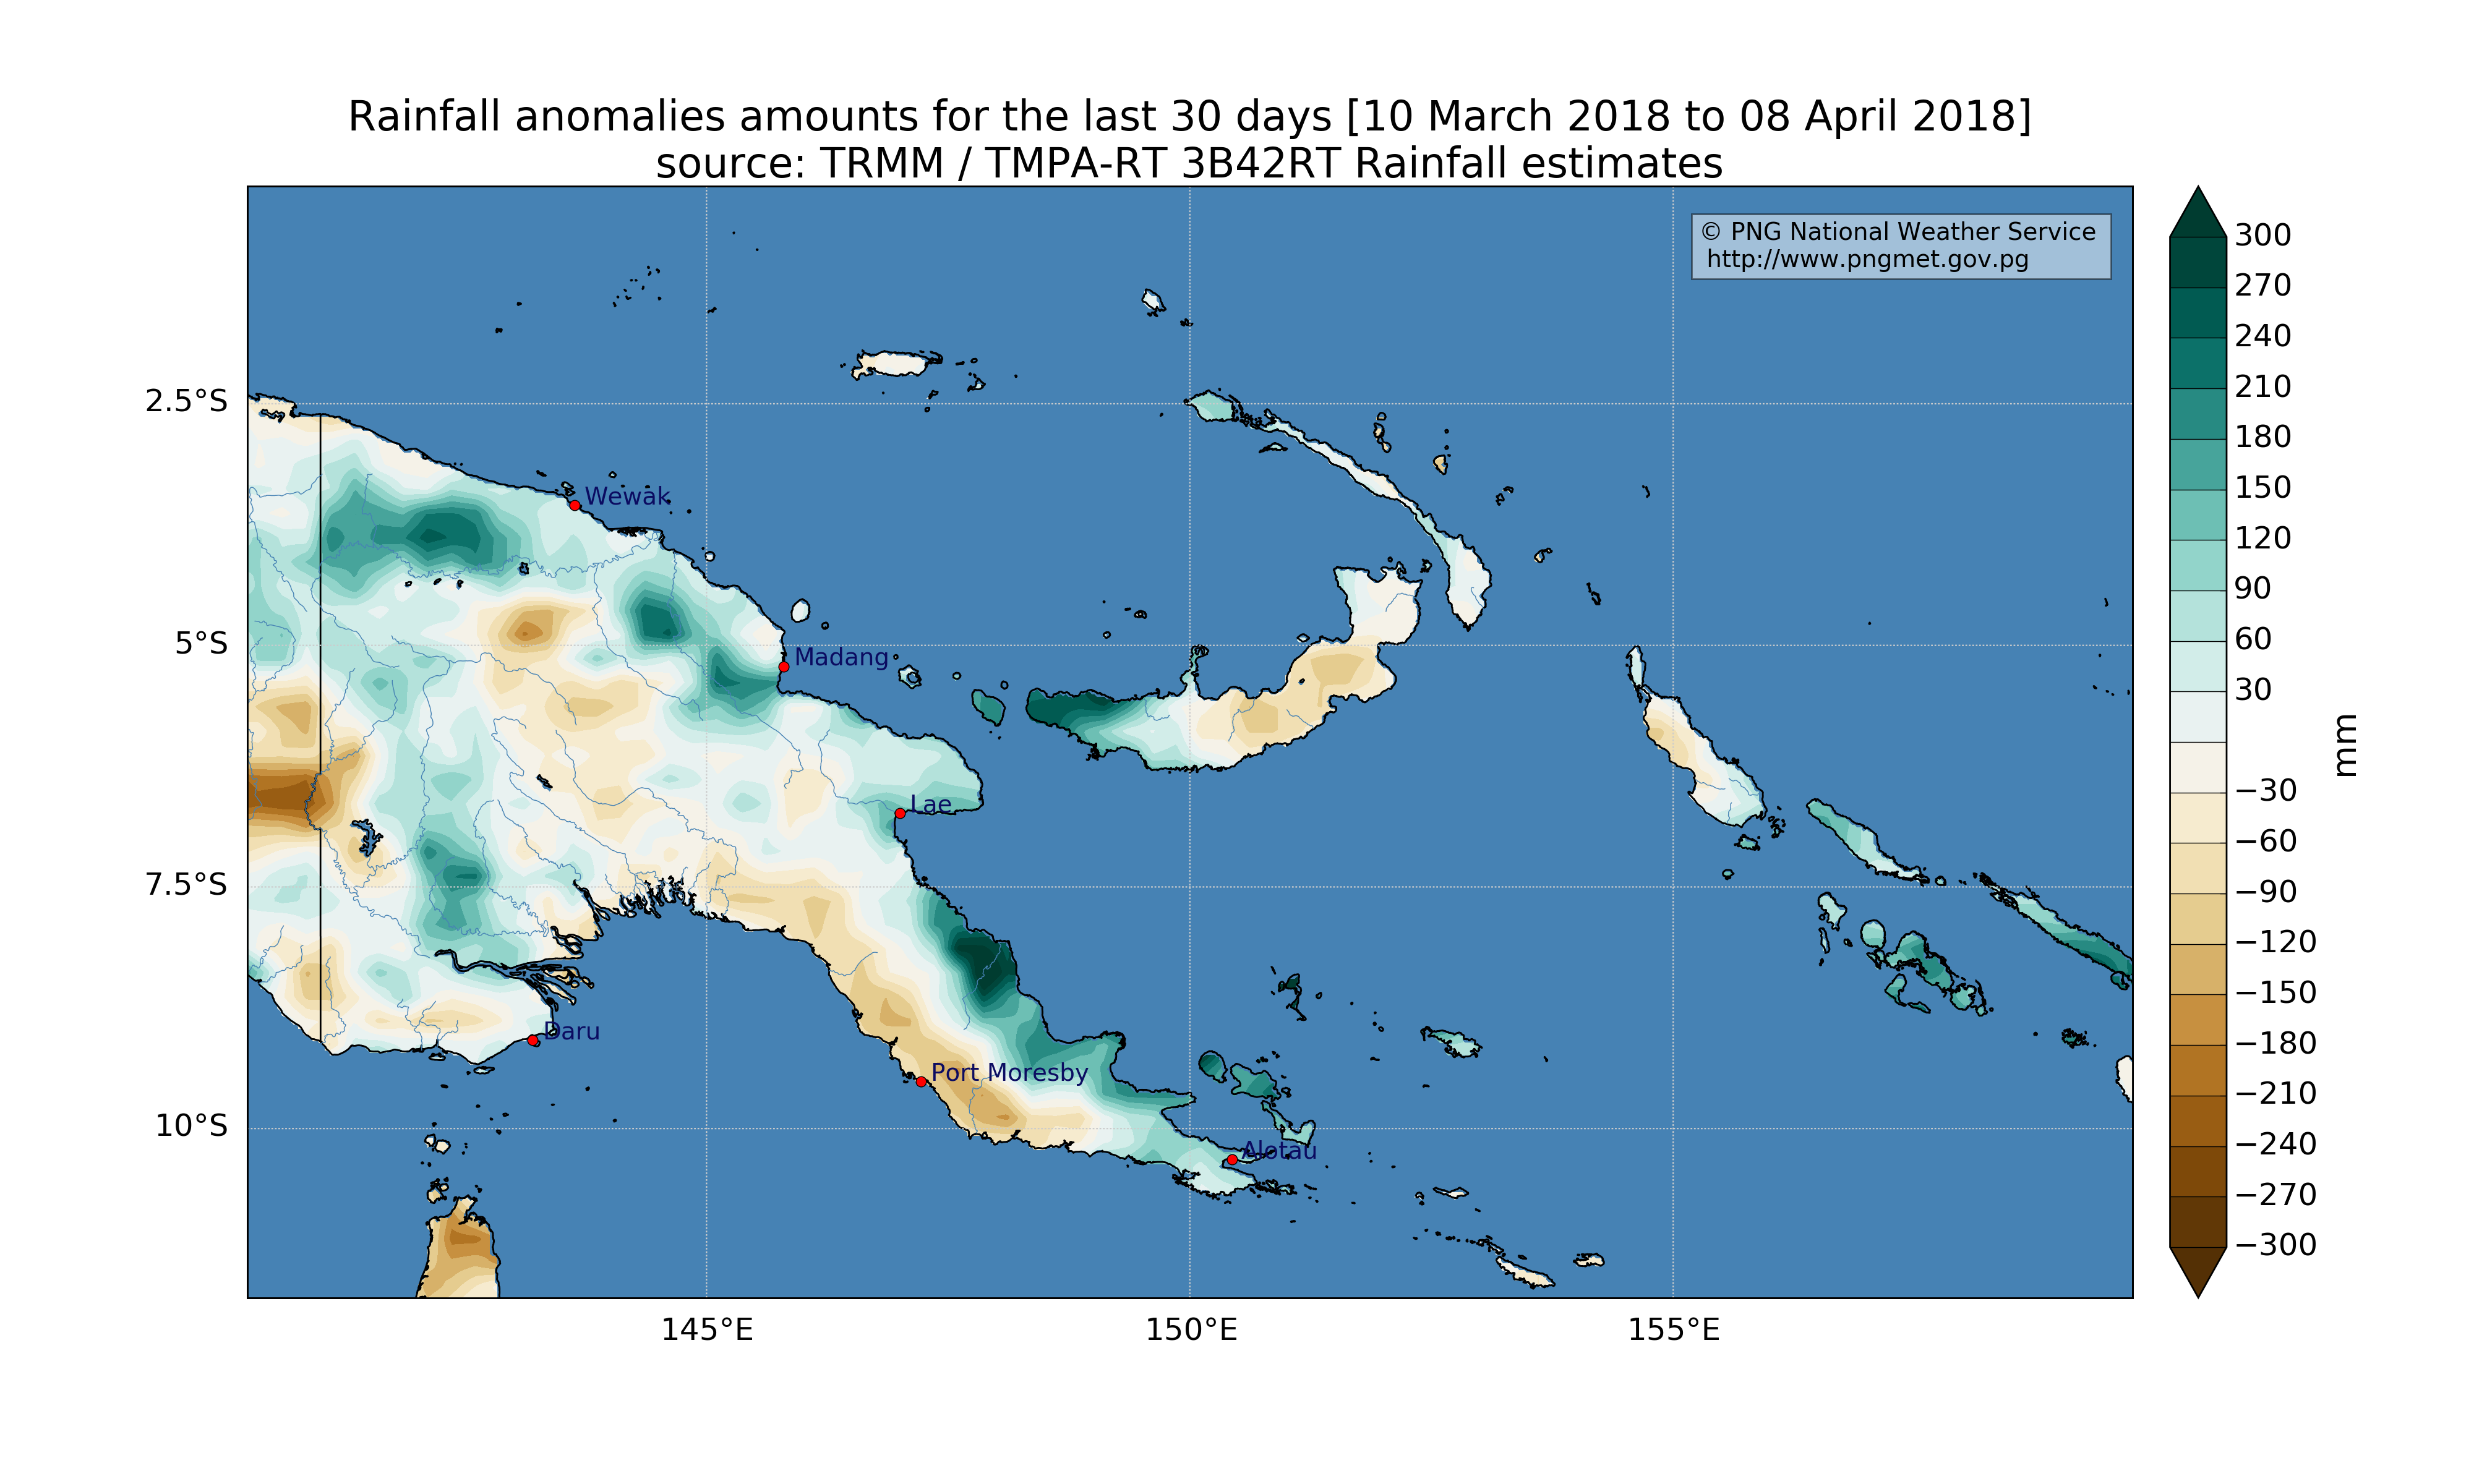 Rainfall anomalies amounts for the last 30 days [10 March 2018 to 08 April 2018]
source: TRMM / TMPA-RT 3B42RT Rainfall estimates
© PNG National Weather Service
http://www.pngmet.gov.pg
2.5°S
5°S
7.5°S
10°S
Wewak
Madang
Lae
Daru
Port Moresby
Alotau
145°E
150°E
155°E
300
270
240
210
180
150
120
90
60
30
−30
−60
−90
−120
−150
−180
−210
−240
−270
−300
mm